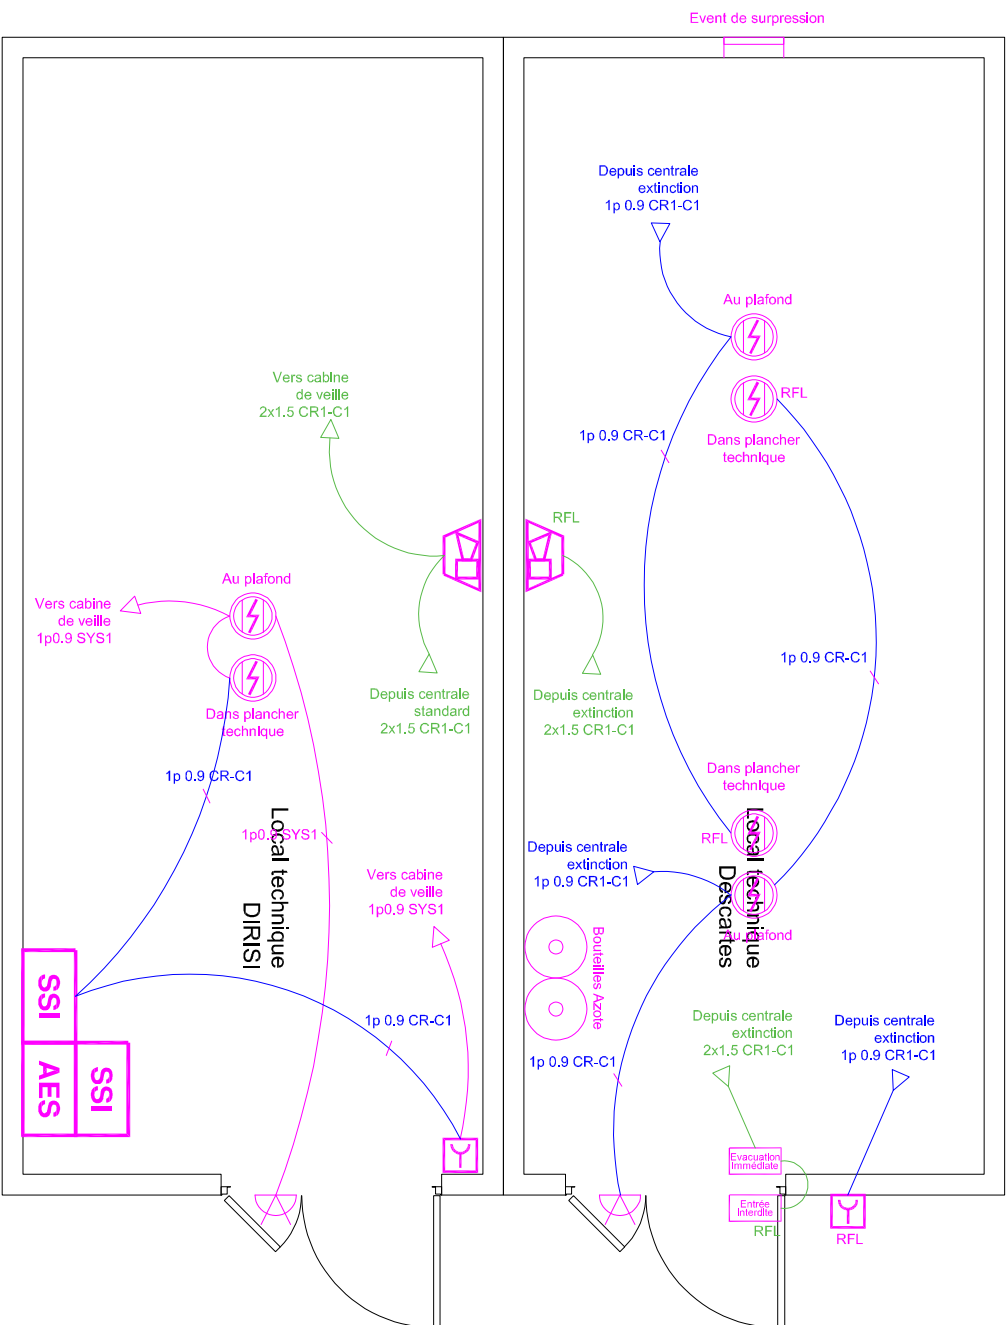 Event de surpression
Depuis centrale
extinction
1p 0.9 CR1-C1
Au plafond
RFL
Dans plancher
technique
1p 0.9 CR-C1
Vers cabine
de veille
2x1.5 CR1-C1
RFL
Au plafond
Vers cabine
de veille
1p0.9 SYS1
Dans plancher
technique
Depuis centrale
standard
2x1.5 CR1-C1
Depuis centrale
extinction
2x1.5 CR1-C1
1p 0.9 CR-C1
1p 0.9 CR-C1
1p0.9 SYS1
Local technique
DIRISI
Dans plancher
technique
RFL
Local technique
Descartes
Au plafond
Depuis centrale
extinction
1p 0.9 CR1-C1
Vers cabine
de veille
1p0.9 SYS1
Bouteilles Azote
SSI
AES
SSI
1p 0.9 CR-C1
1p 0.9 CR-C1
Depuis centrale
extinction
2x1.5 CR1-C1
Depuis centrale
extinction
1p 0.9 CR1-C1
Evacuation
Immédiate
Entrée
Interdite
RFL
RFL